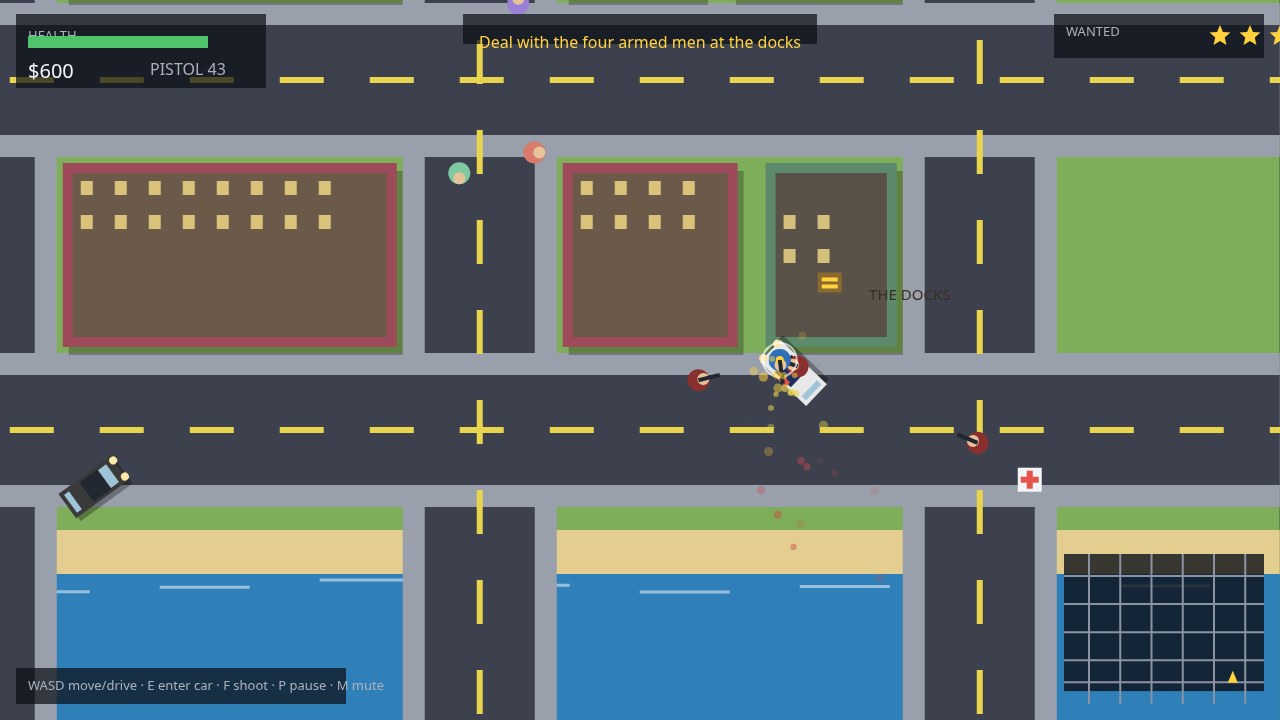 HEALTH
$600 PISTOL 43
Deal with the four armed men at the docks
WANTED
THE DOCKS
WASD move/drive · E enter car · F shoot · P pause · M mute